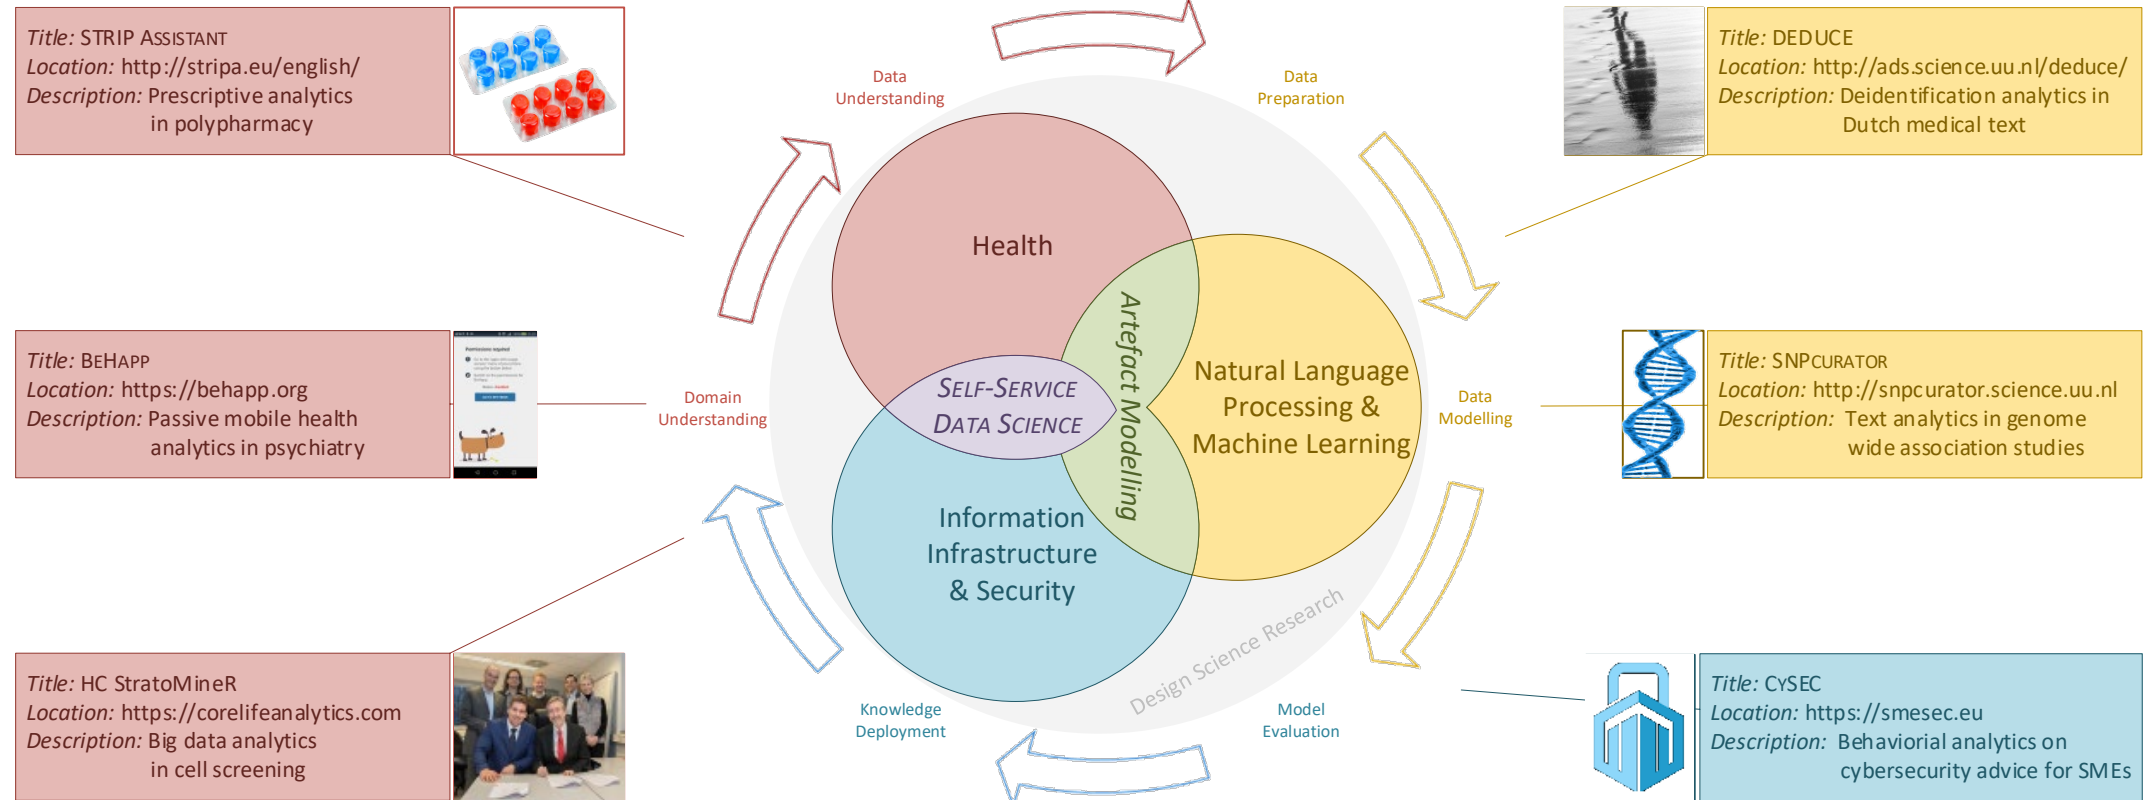 Title: STRIP ASSISTANT
Location: http://stripa.eu/english/
Description: Prescriptive analytics
in polypharmacy
Title: BEHAPP
Location: https://behapp.org
Description: Passive mobile health
analytics in psychiatry
Permissions required
Title: HC StratoMineR
Location: https://corelifeanalytics.com
Description: Big data analytics
in cell screening
Data
Understanding
Data
Preparation
Domain
Understanding
Data
Modelling
Knowledge
Deployment
Model
Evaluation
Health
SELF-SERVICE
DATA SCIENCE
Artefact Modelling
Natural Language
Processing &
Machine Learning
Information
Infrastructure
& Security
Design Science Research
Title: DEDUCE
Location: http://ads.science.uu.nl/deduce/
Description: Deidentification analytics in
Dutch medical text
Title: SNPCURATOR
Location: http://snpcurator.science.uu.nl
Description: Text analytics in genome
wide association studies
Title: CYSEC
Location: https://smesec.eu
Description: Behaviorial analytics on
cybersecurity advice for SMEs